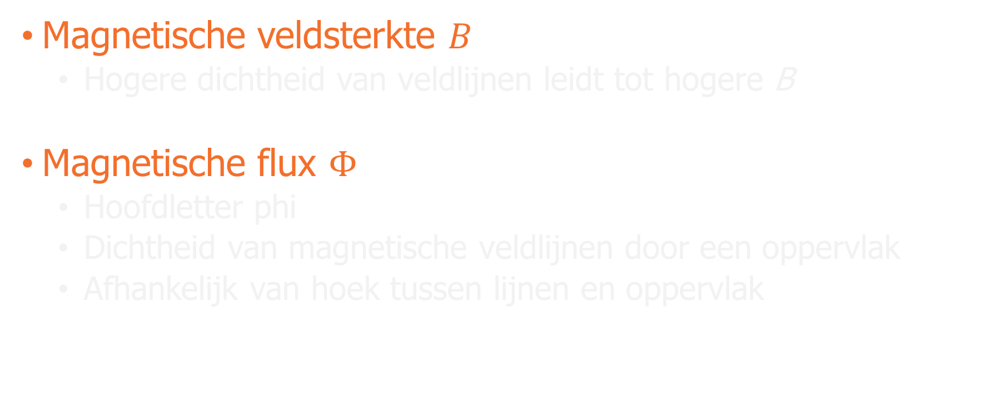 • Magnetische veldsterkte B
• Hogere dichtheid van veldlijnen leidt tot hogere B
• Magnetische flux Φ
• Hoofdletter phi
• Dichtheid van magnetische veldlijnen door een oppervlak
• Afhankelijk van hoek tussen lijnen en oppervlak